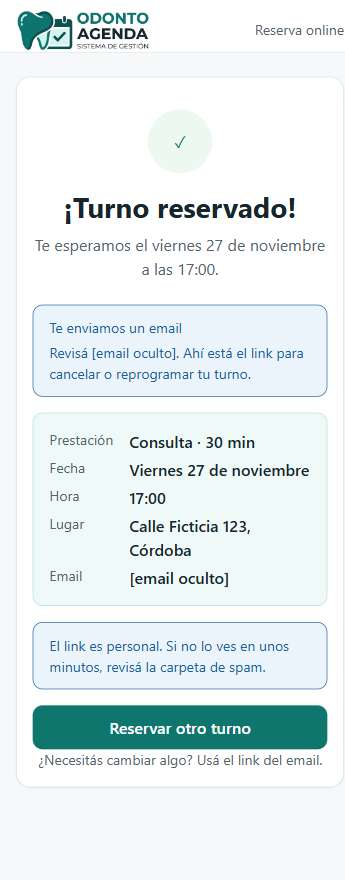 ODONTO
AGENDA
SISTEMA DE GESTIÓN
Reserva online
✓
¡Turno reservado!
Te esperamos el viernes 27 de noviembre
a las 17:00.
Te enviamos un email
Revisá [email oculto]. Ahí está el link para
cancelar o reprogramar tu turno.
Prestación Consulta · 30 min
Fecha Viernes 27 de noviembre
Hora 17:00
Lugar Calle Ficticia 123,
Córdoba
Email [email oculto]
El link es personal. Si no lo ves en unos
minutos, revisá la carpeta de spam.
Reservar otro turno
¿Necesitás cambiar algo? Usá el link del email.